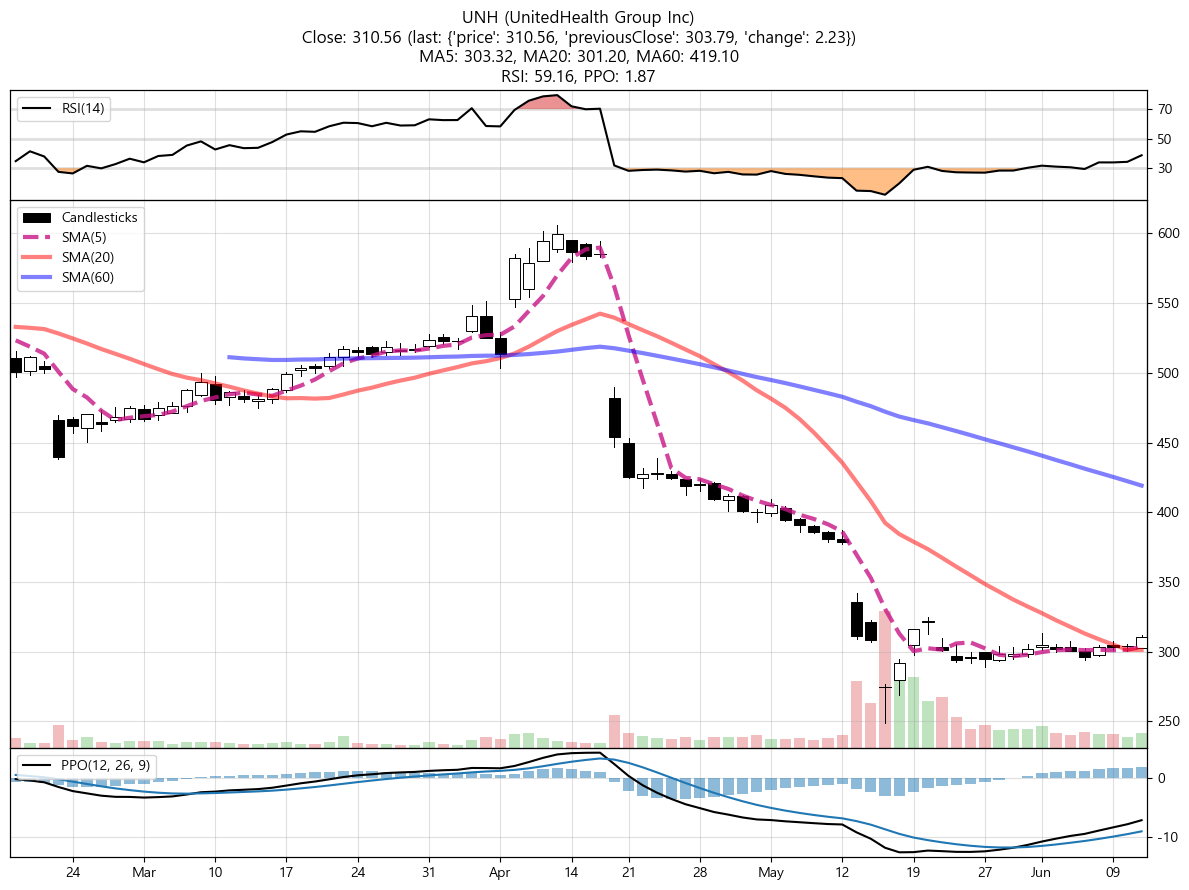 UNH (UnitedHealth Group Inc)
Close: 310.56 (last: {'price': 310.56, 'previousClose': 303.79, 'change': 2.23})
MA5: 303.32, MA20: 301.20, MA60: 419.10
RSI: 59.16, PPO: 1.87
RSI(14)
70
50
30
Candlesticks
SMA(5)
SMA(20)
SMA(60)
600
550
500
450
400
350
300
250
PPO(12, 26, 9)
0
-10
24 Mar 10 17 24 31 Apr 14 21 28 May 12 19 27 Jun 09